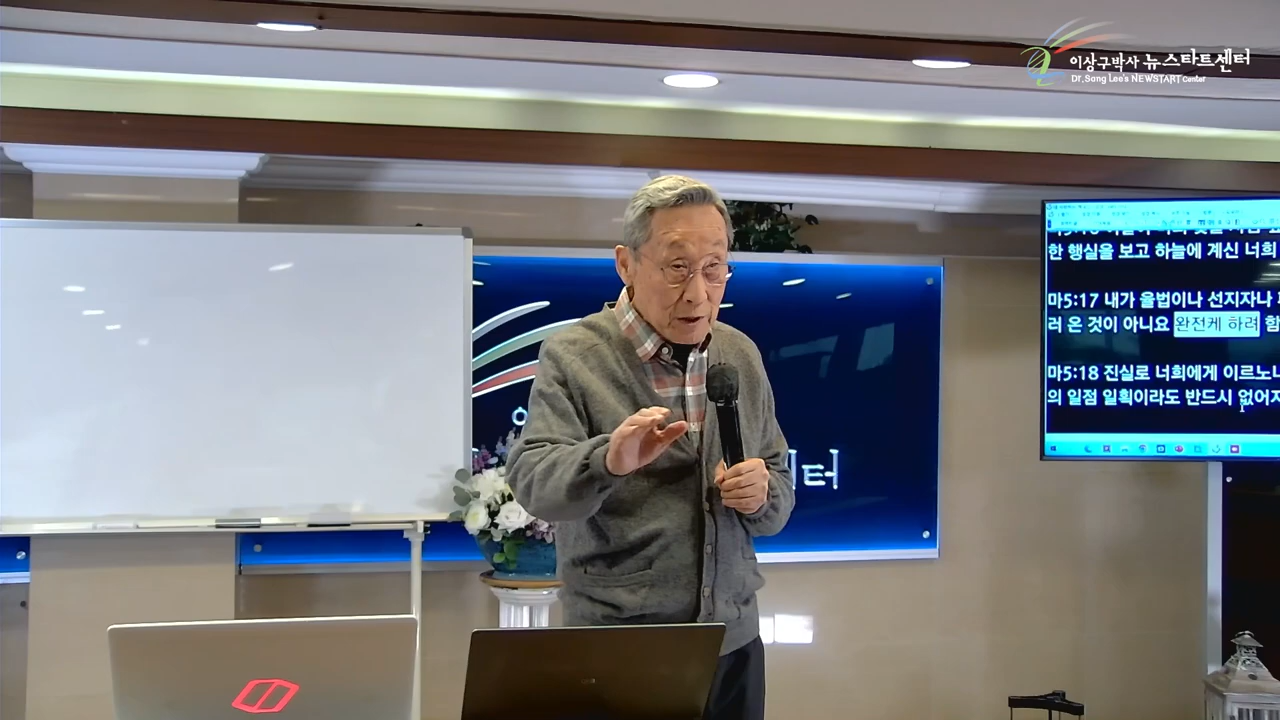 이상구박사 뉴스타트센터
Dr.Sang Lee's NEWSTART Center
한 행실을 보고 하늘에 계신 너희
마5:17 내가 율법이나 선지자나
러 온 것이 아니요 완전케 하려 함
마5:18 진실로 너희에게 이르노니
의 일점 일획이라도 반드시 없어지
터